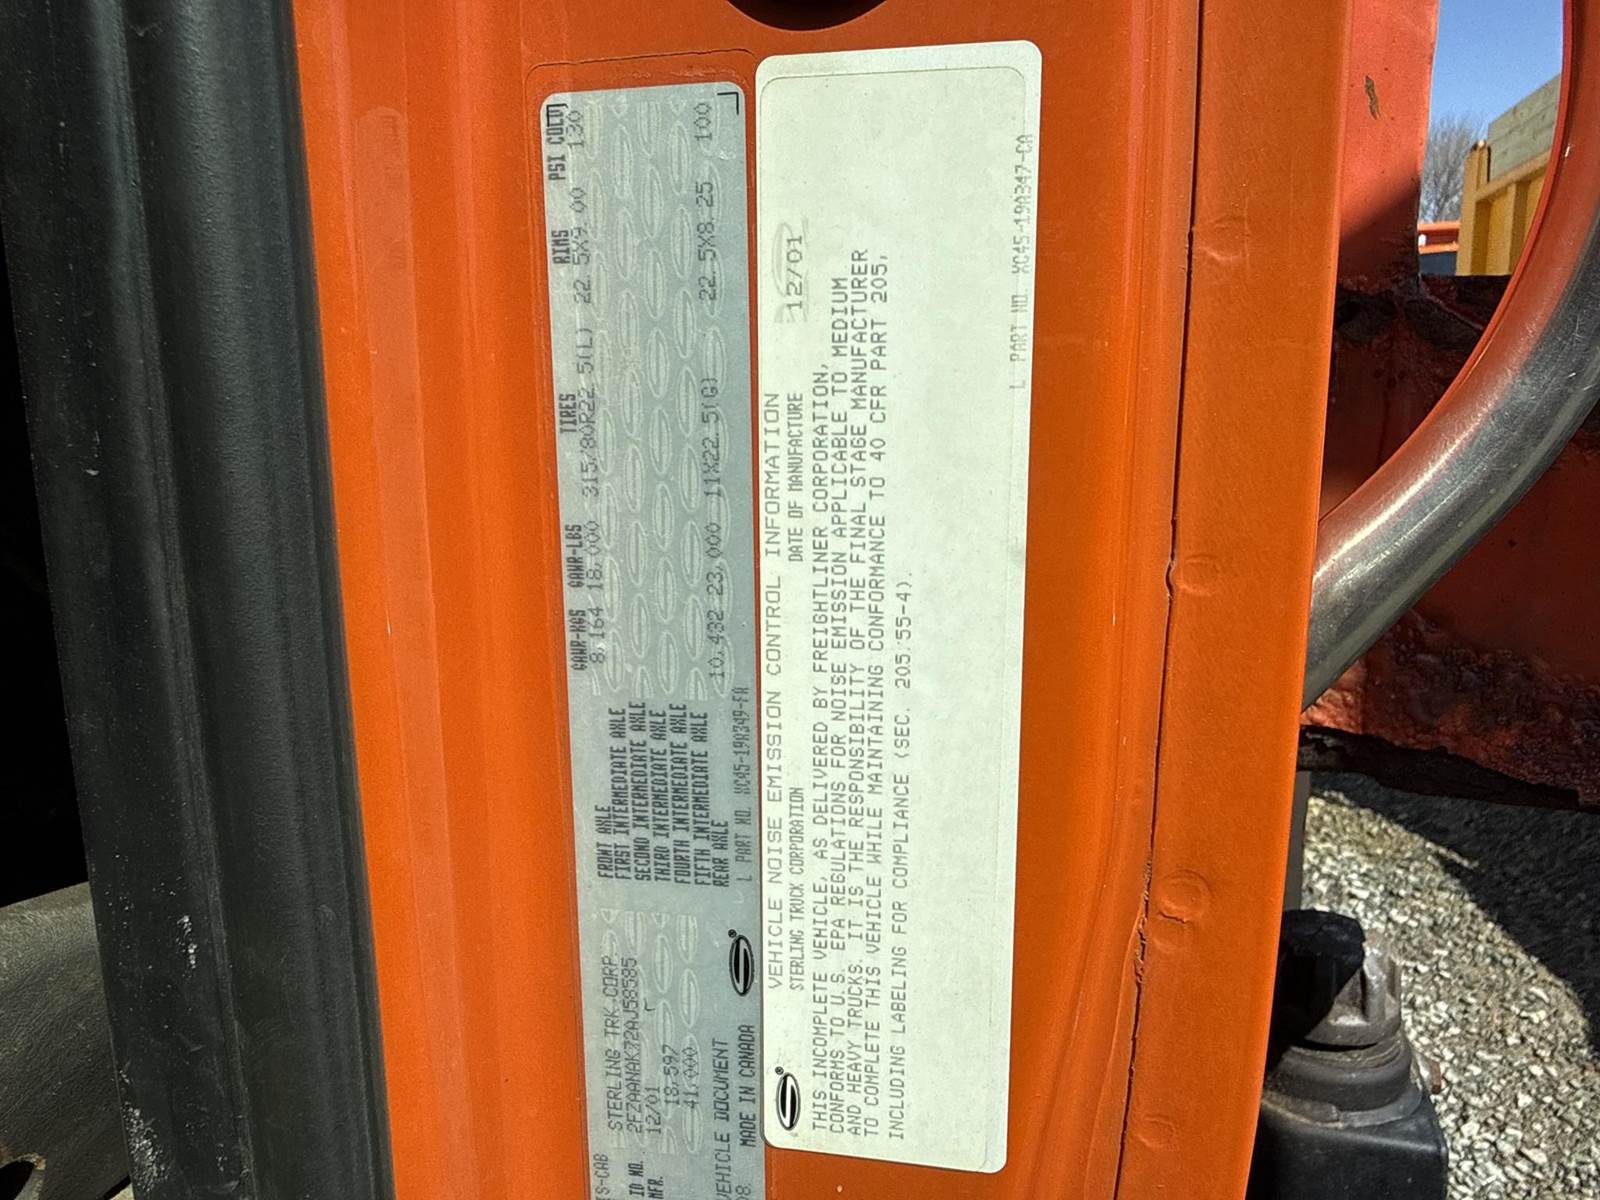 IS-CAB STERLING TRK CORP
ID NO. 2FZAANAK72AJ58585
MFR. 12/01
18,597
41,000
VEHICLE DOCUMENT
98. MADE IN CANADA
GAWR-KGS GAWR-LBS TIRES RIMS PSI COLD
FRONT AXLE 8,164 18,000 315/80R22.5(L) 22.5X9.00 130
FIRST INTERMEDIATE AXLE
SECOND INTERMEDIATE AXLE
THIRD INTERMEDIATE AXLE
FOURTH INTERMEDIATE AXLE
FIFTH INTERMEDIATE AXLE
REAR AXLE 10,432 23,000 11X22.5(G) 22.5X8.25 100
L PART NO. XC45-19A349-FA
VEHICLE NOISE EMISSION CONTROL INFORMATION
STERLING TRUCK CORPORATION DATE OF MANUFACTURE 12/01
THIS INCOMPLETE VEHICLE, AS DELIVERED BY FREIGHTLINER CORPORATION,
CONFORMS TO U.S. EPA REGULATIONS FOR NOISE EMISSION APPLICABLE TO MEDIUM
AND HEAVY TRUCKS. IT IS THE RESPONSIBILITY OF THE FINAL STAGE MANUFACTURER
TO COMPLETE THIS VEHICLE WHILE MAINTAINING CONFORMANCE TO 40 CFR PART 205,
INCLUDING LABELING FOR COMPLIANCE (SEC. 205.55-4).
L PART NO. XC45-19A347-CA